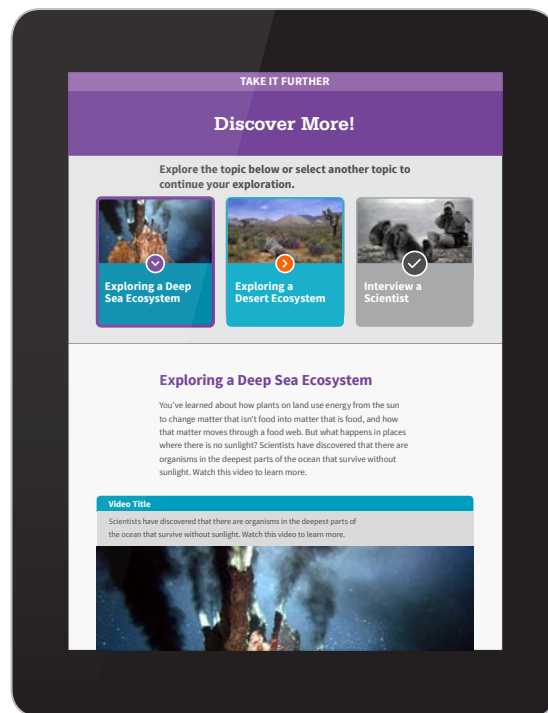 TAKE IT FURTHER
Discover More!
Explore the topic below or select another topic to
continue your exploration.
Exploring a Deep
Sea Ecosystem
Exploring a
Desert Ecosystem
Interview a
Scientist
Exploring a Deep Sea Ecosystem
You've learned about how plants on land use energy from the sun
to change matter that isn't food into matter that is food, and how
that matter moves through a food web. But what happens in places
where there is no sunlight? Scientists have discovered that there are
organisms in the deepest parts of the ocean that survive without
sunlight. Watch this video to learn more.
Video Title
Scientists have discovered that there are organisms in the deepest parts of
the ocean that survive without sunlight. Watch this video to learn more.